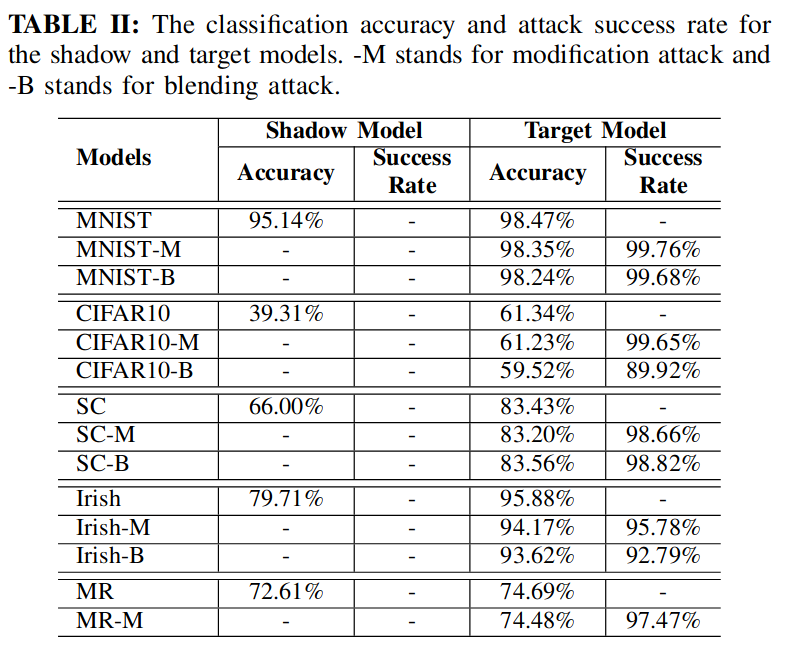 TABLE II: The classification accuracy and attack success rate for
the shadow and target models. -M stands for modification attack and
-B stands for blending attack.
Models Shadow Model Target Model
Accuracy Success Rate Accuracy Success Rate
MNIST 95.14% - 98.47% -
MNIST-M - - 98.35% 99.76%
MNIST-B - - 98.24% 99.68%
CIFAR10 39.31% - 61.34% -
CIFAR10-M - - 61.23% 99.65%
CIFAR10-B - - 59.52% 89.92%
SC 66.00% - 83.43% -
SC-M - - 83.20% 98.66%
SC-B - - 83.56% 98.82%
Irish 79.71% - 95.88% -
Irish-M - - 94.17% 95.78%
Irish-B - - 93.62% 92.79%
MR 72.61% - 74.69% -
MR-M - - 74.48% 97.47%